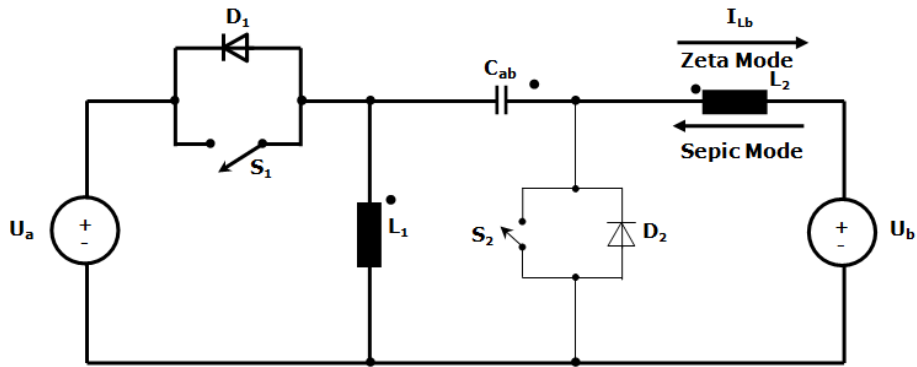 D1
ILb
Zeta Mode
Cab
L2
Sepic Mode
S1
Ua
+
-
L1
S2
D2
+
-
Ub